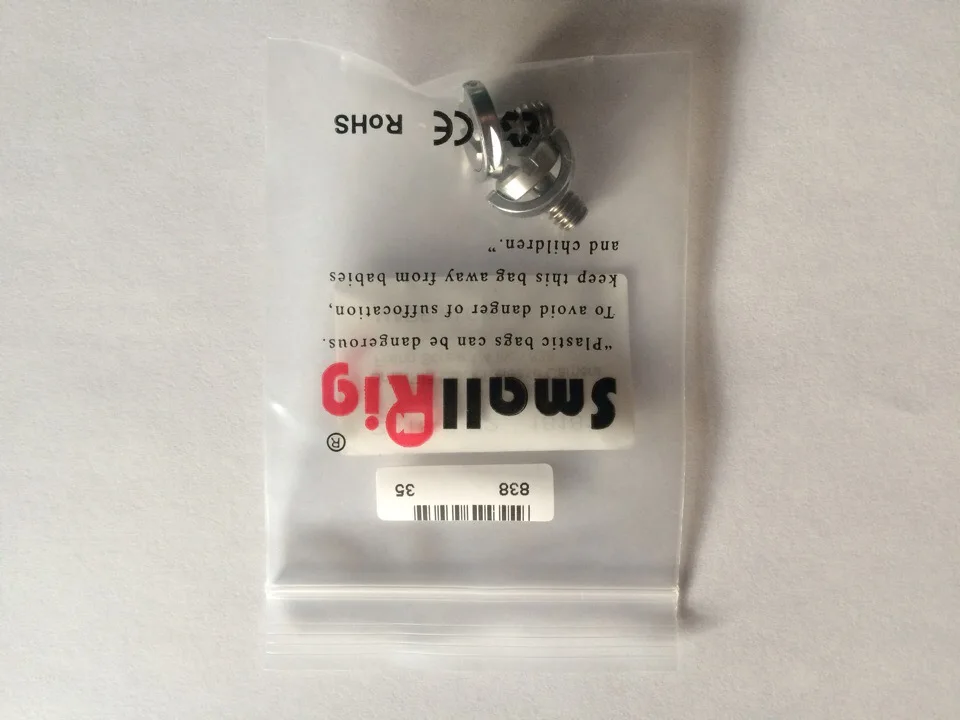 838 35
SmallRig®
“Plastic bags can be dangerous.
To avoid danger of suffocation,
keep this bag away from babies
and children.”
CE RoHS